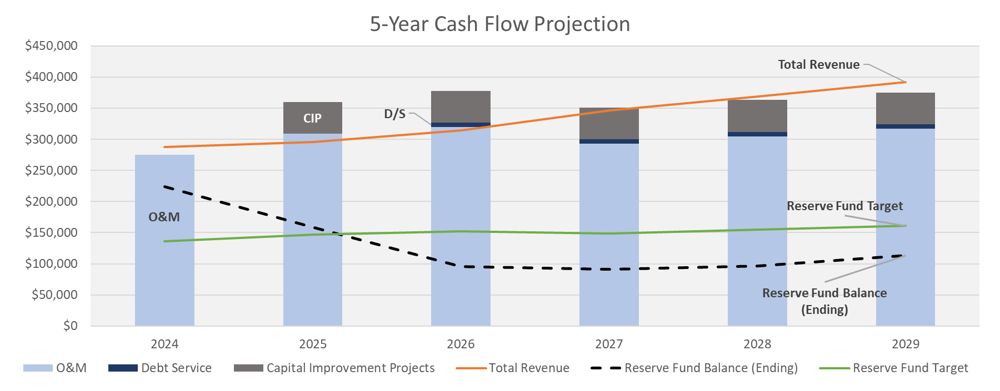 5-Year Cash Flow Projection
$450,000
$400,000
$350,000
$300,000
$250,000
$200,000
$150,000
$100,000
$50,000
$0
Total Revenue
CIP
D/S
O&M
Reserve Fund Target
Reserve Fund Balance
(Ending)
2024 2025 2026 2027 2028 2029
O&M Debt Service Capital Improvement Projects Total Revenue Reserve Fund Balance (Ending) Reserve Fund Target